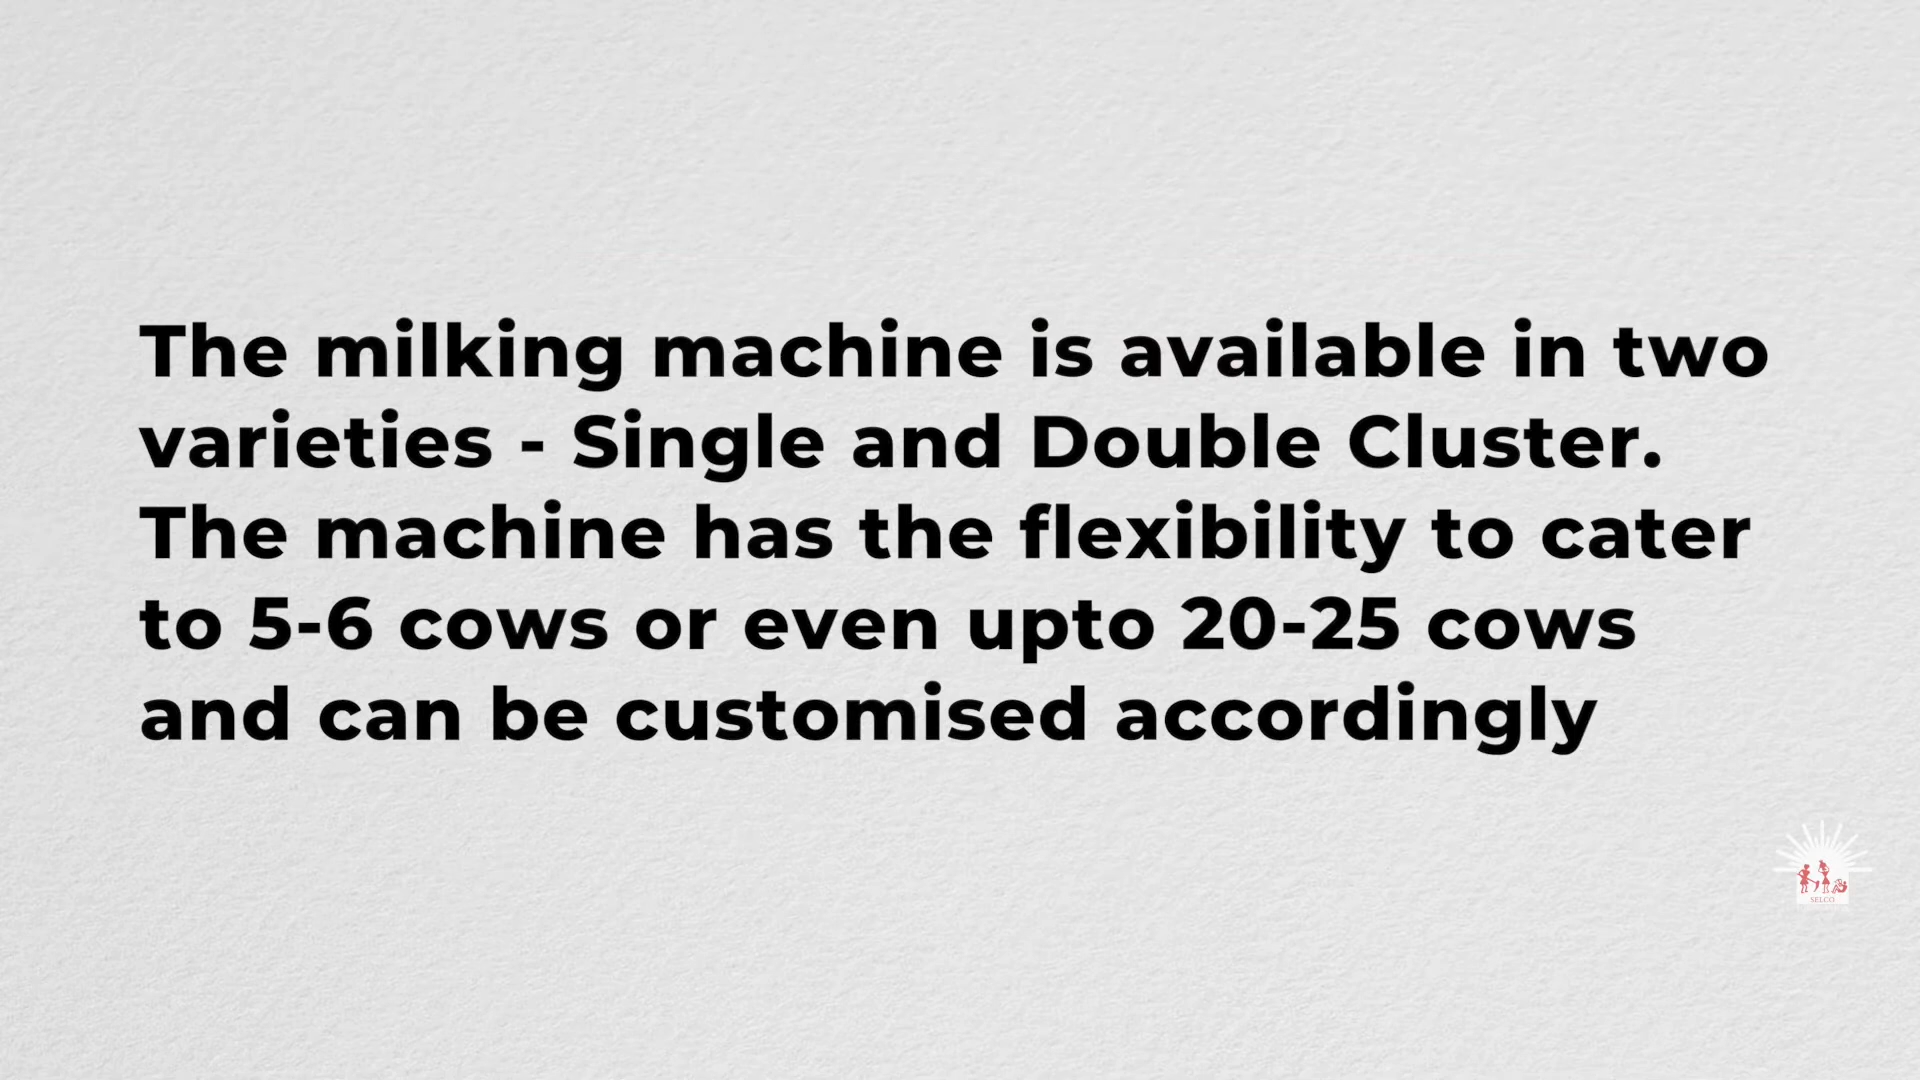 The milking machine is available in two
varieties - Single and Double Cluster.
The machine has the flexibility to cater
to 5-6 cows or even upto 20-25 cows
and can be customised accordingly
SELCO